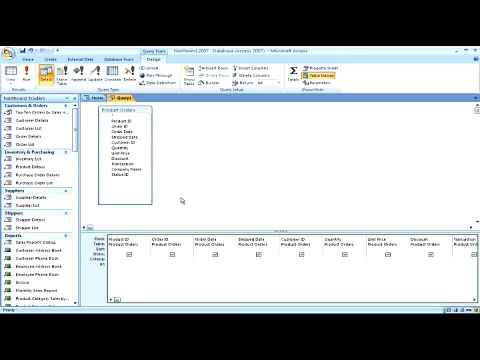 Query Tools
Northwind 2007 - Database (Access 2007) - Microsoft Access
Home
Create
External Data
Database Tools
Design
View
Run
Select
Make Table
Append
Update
Crosstab
Delete
Union
Pass-Through
Data Definition
Query Type
Show Table
Insert Rows
Delete Rows
Builder
Insert Columns
Delete Columns
Return:
Query Setup
Totals
Property Sheet
Table Names
Parameters
Show/Hide
Northwind Traders
Customers & Orders
Top Ten Orders by Sales
Customer Details
Customer List
Order Details
Order List
Inventory & Purchasing
Inventory List
Product Details
Purchase Order Details
Purchase Order List
Suppliers
Supplier Details
Supplier List
Shippers
Shipper Details
Shipper List
Reports
Sales Reports Dialog
Customer Address Book
Customer Phone Book
Employee Address Book
Employee Phone Book
Invoice
Monthly Sales Report
Product Category Sales by
Home
Query1
Product Orders
Product ID
Order ID
Order Date
Shipped Date
Customer ID
Quantity
Unit Price
Discount
Transaction
Company Name
Status ID
Field:
Table:
Sort:
Show:
Criteria:
or:
Product ID
Product Orders
Order ID
Product Orders
Order Date
Product Orders
Shipped Date
Product Orders
Customer ID
Product Orders
Quantity
Product Orders
Unit Price
Product Orders
Discount
Product Orders
Transaction
Product Orders
Ready